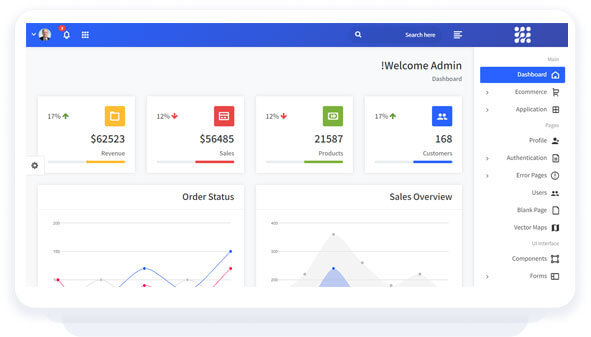 Search here
3
Main
Dashboard
Ecommerce
Application
Pages
Profile
Authentication
Error Pages
Users
Blank Page
Vector Maps
UI Interface
Components
Forms
!Welcome Admin
Dashboard
17%
168
Customers
12%
21587
Products
12%
$56485
Sales
17%
$62523
Revenue
Sales Overview
400
300
200
Order Status
200
150
100